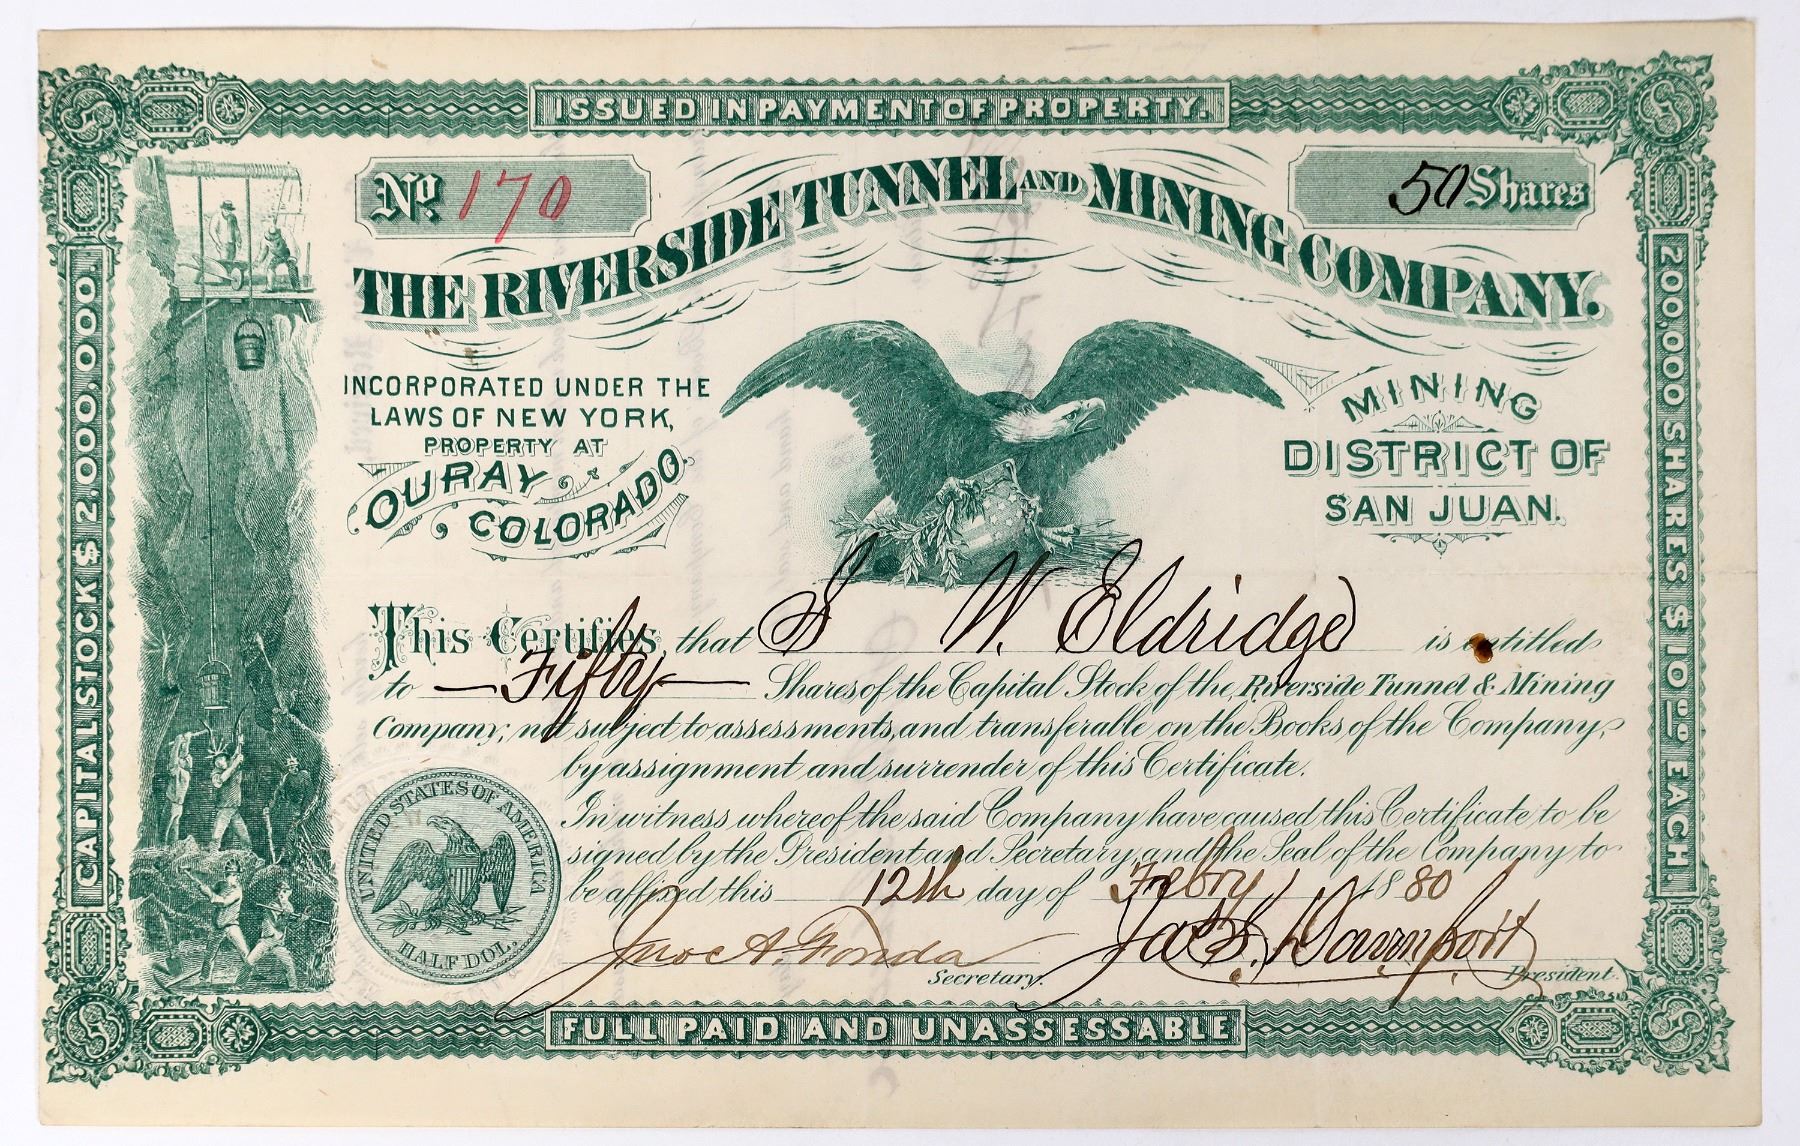 ISSUED IN PAYMENT OF PROPERTY.
No. 170
50 Shares
THE RIVERSIDE TUNNEL AND MINING COMPANY.
INCORPORATED UNDER THE
LAWS OF NEW YORK,
PROPERTY AT
OURAY
COLORADO.
MINING
DISTRICT OF
SAN JUAN.
CAPITAL STOCK $2,000,000.
200,000 SHARES $10.00 EACH.
This Certifies that S W. Eldridge is entitled
to Fifty Shares of the Capital Stock of the Riverside Tunnel & Mining
Company, not subject to assessments, and transferable on the Books of the Company,
by assignment and surrender of this Certificate.
In witness whereof the said Company have caused this Certificate to be
signed by the President and Secretary, and the Seal of the Company to
be affixed this 12th day of Febry 1880
UNITED STATES OF AMERICA
HALF DOL.
Jno A. Fonda
Secretary.
Jas Davenport
President.
FULL PAID AND UNASSESSABLE